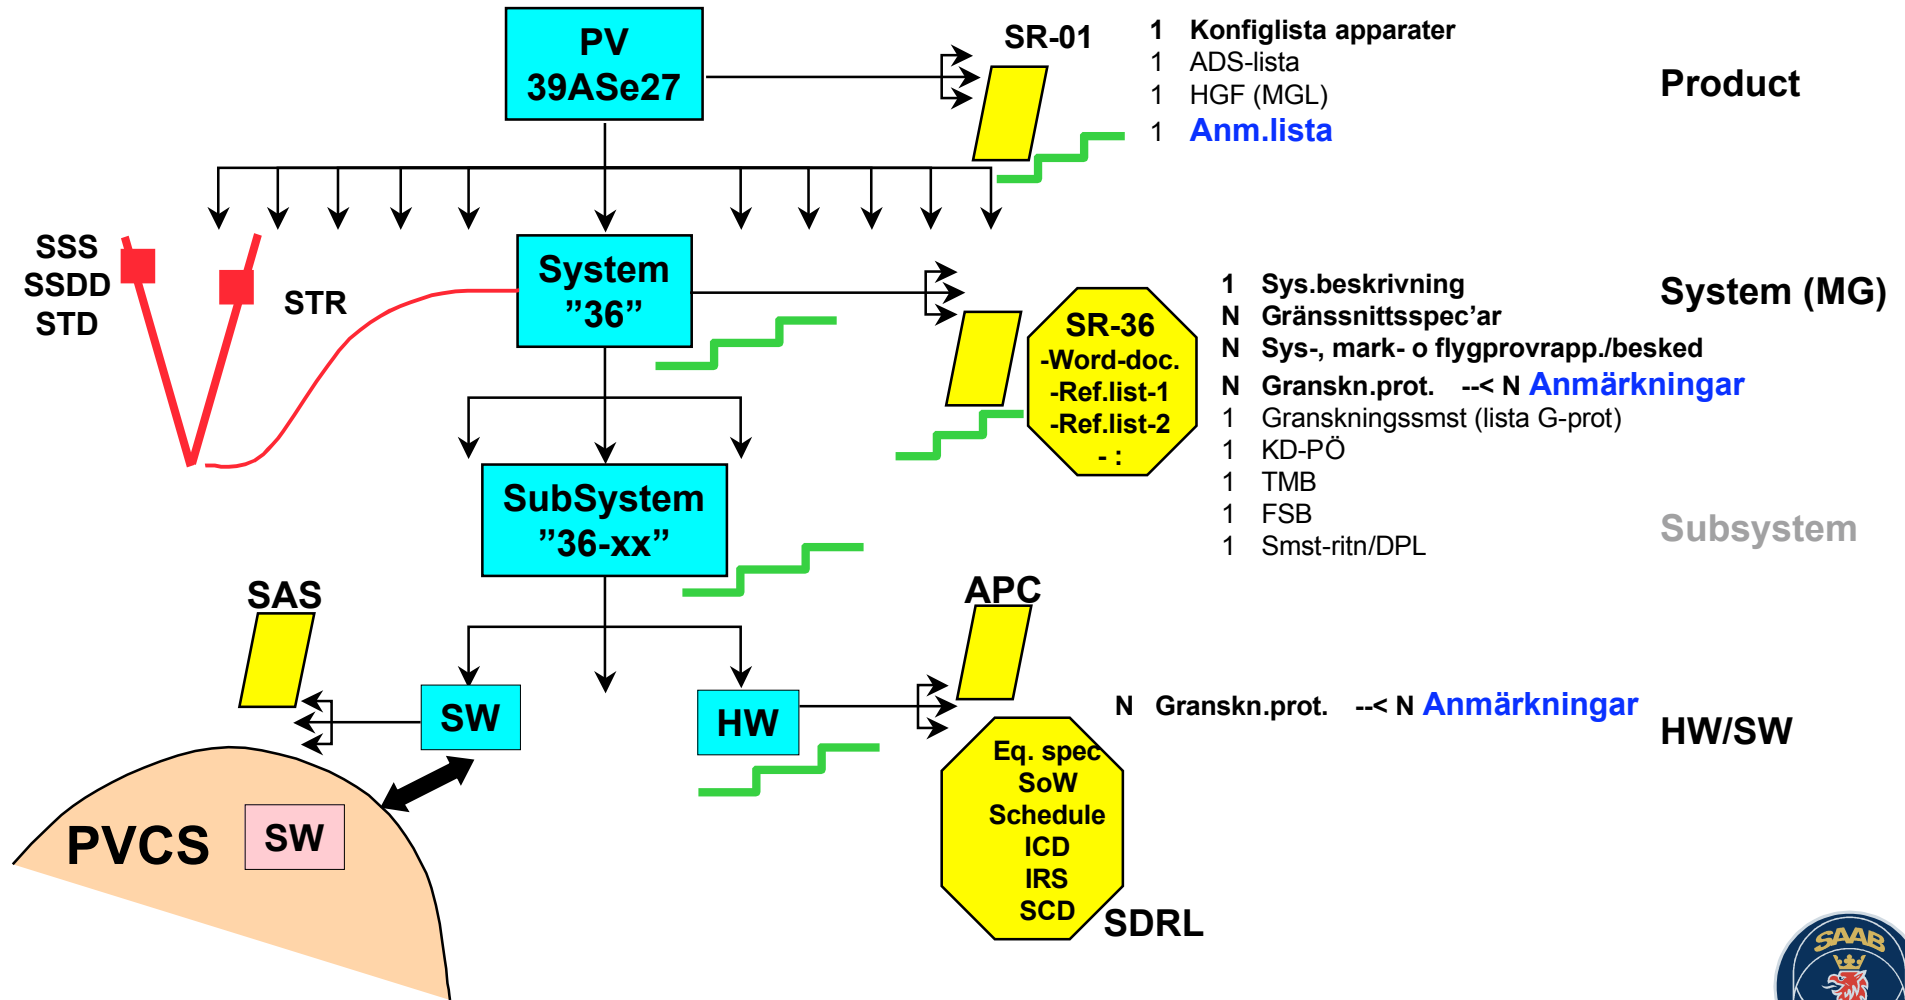 PV
39ASe27
SR-01
1 Konfiglista apparater
1 ADS-lista
1 HGF (MGL)
1 Anm.lista
Product
SSS
SSDD
STD
STR
System
”36”
SR-36
-Word-doc.
-Ref.list-1
-Ref.list-2
- :
1 Sys.beskrivning
N Gränssnittsspec’ar
N Sys-, mark- o flygprovrapp./besked
N Granskn.prot. --< N Anmärkningar
1 Granskningssmst (lista G-prot)
1 KD-PÖ
1 TMB
1 FSB
1 Smst-ritn/DPL
System (MG)
Subsystem
SubSystem
”36-xx”
SAS
APC
SW
HW
N Granskn.prot. --< N Anmärkningar
HW/SW
PVCS
SW
Eq. spec
SoW
Schedule
ICD
IRS
SCD
SDRL
SAAB